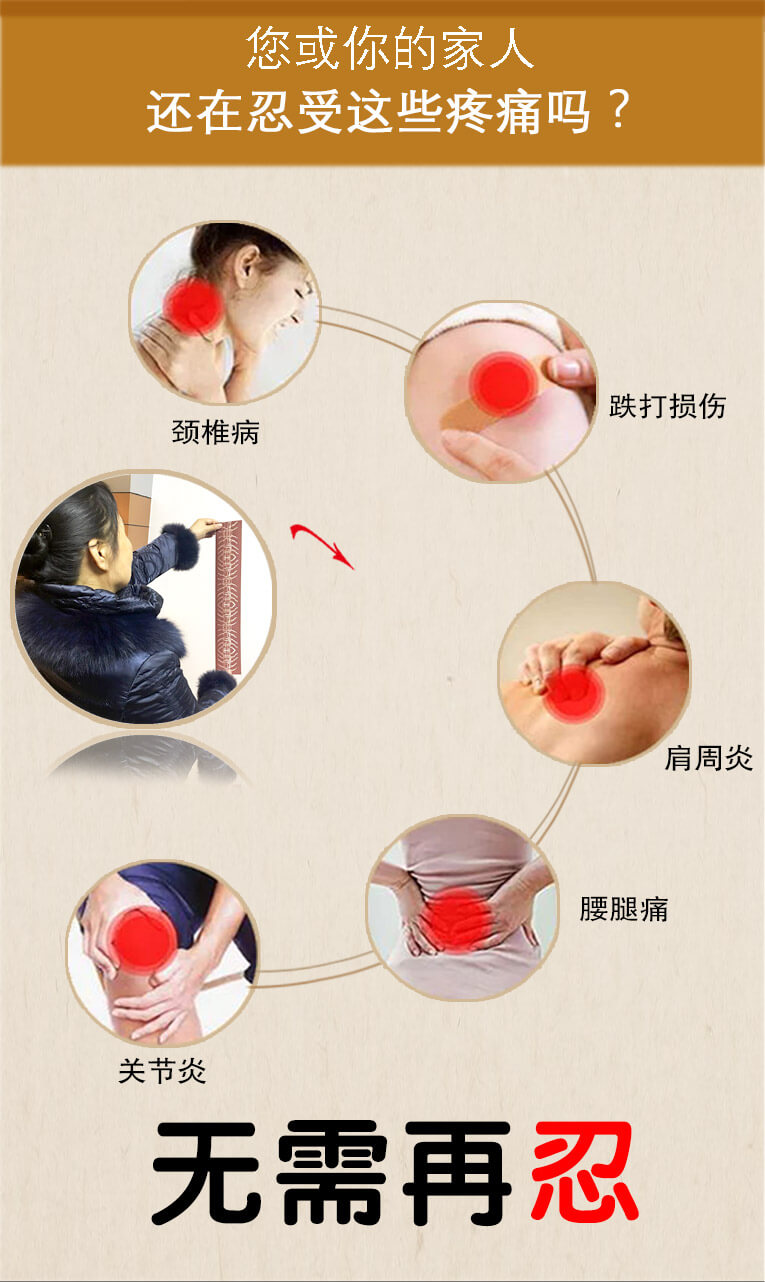 您或你的家人
还在忍受这些疼痛吗？
颈椎病
跌打损伤
肩周炎
腰腿痛
关节炎
无需再忍